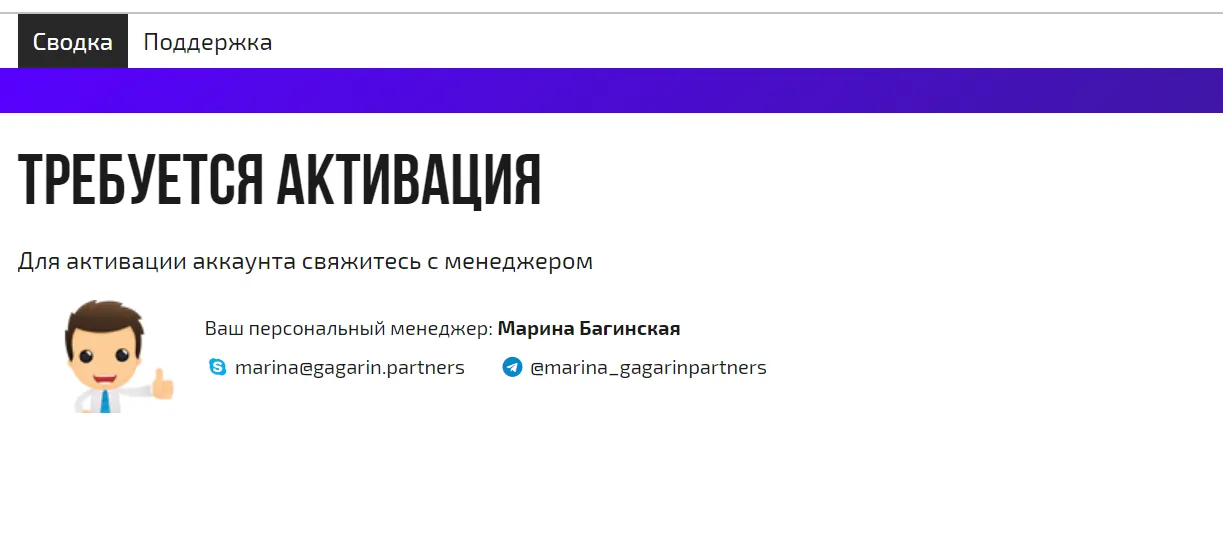 Сводка Поддержка
ТРЕБУЕТСЯ АКТИВАЦИЯ
Для активации аккаунта свяжитесь с менеджером
Ваш персональный менеджер: Марина Багинская
marina@gagarin.partners @marina_gagarinpartners